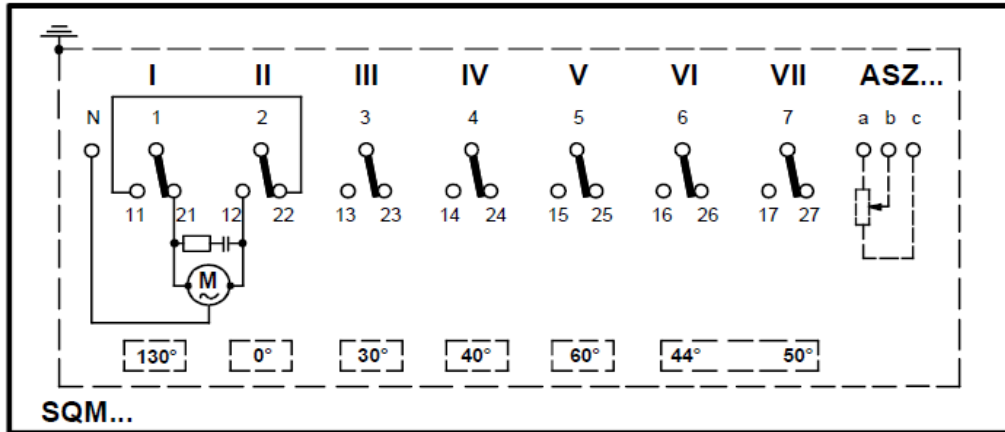 I II III IV V VI VII ASZ...
N 1 2 3 4 5 6 7 a b c
11 21 12 22 13 23 14 24 15 25 16 26 17 27
M
130° 0° 30° 40° 60° 44° 50°
SQM...